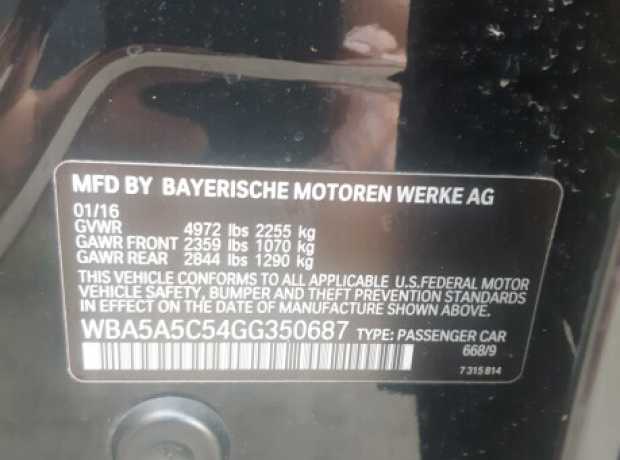 MFD BY BAYERISCHE MOTOREN WERKE AG
01/16
GVWR 4972 lbs 2255 kg
GAWR FRONT 2359 lbs 1070 kg
GAWR REAR 2844 lbs 1290 kg
THIS VEHICLE CONFORMS TO ALL APPLICABLE U.S.FEDERAL MOTOR
VEHICLE SAFETY, BUMPER AND THEFT PREVENTION STANDARDS
IN EFFECT ON THE DATE OF MANUFACTURE SHOWN ABOVE.
WBA5A5C54GG350687 TYPE: PASSENGER CAR
668/9
7 315 814